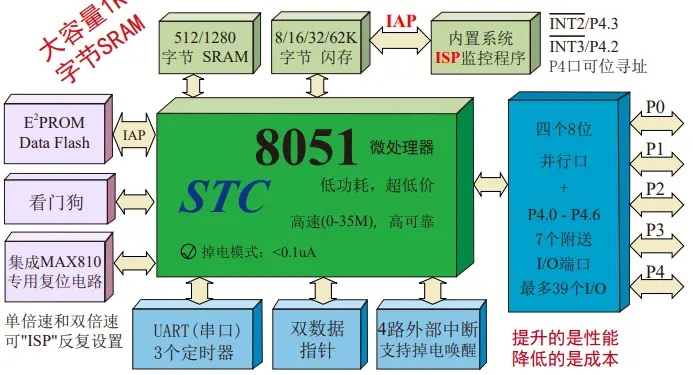 大容量1K
字节SRAM
512/1280
字节 SRAM
8/16/32/62K
字节 闪存
IAP
内置系统
ISP监控程序
INT2/P4.3
INT3/P4.2
P4口可位寻址
E²PROM
Data Flash
IAP
看门狗
集成MAX810
专用复位电路
单倍速和双倍速
可"ISP"反复设置
8051 微处理器
STC
低功耗，超低价
高速(0-35M)，高可靠
掉电模式：<0.1uA
四个8位
并行口
+
P4.0 - P4.6
7个附送
I/O端口
最多39个I/O
P0
P1
P2
P3
P4
UART(串口)
3个定时器
双数据
指针
4路外部中断
支持掉电唤醒
提升的是性能
降低的是成本